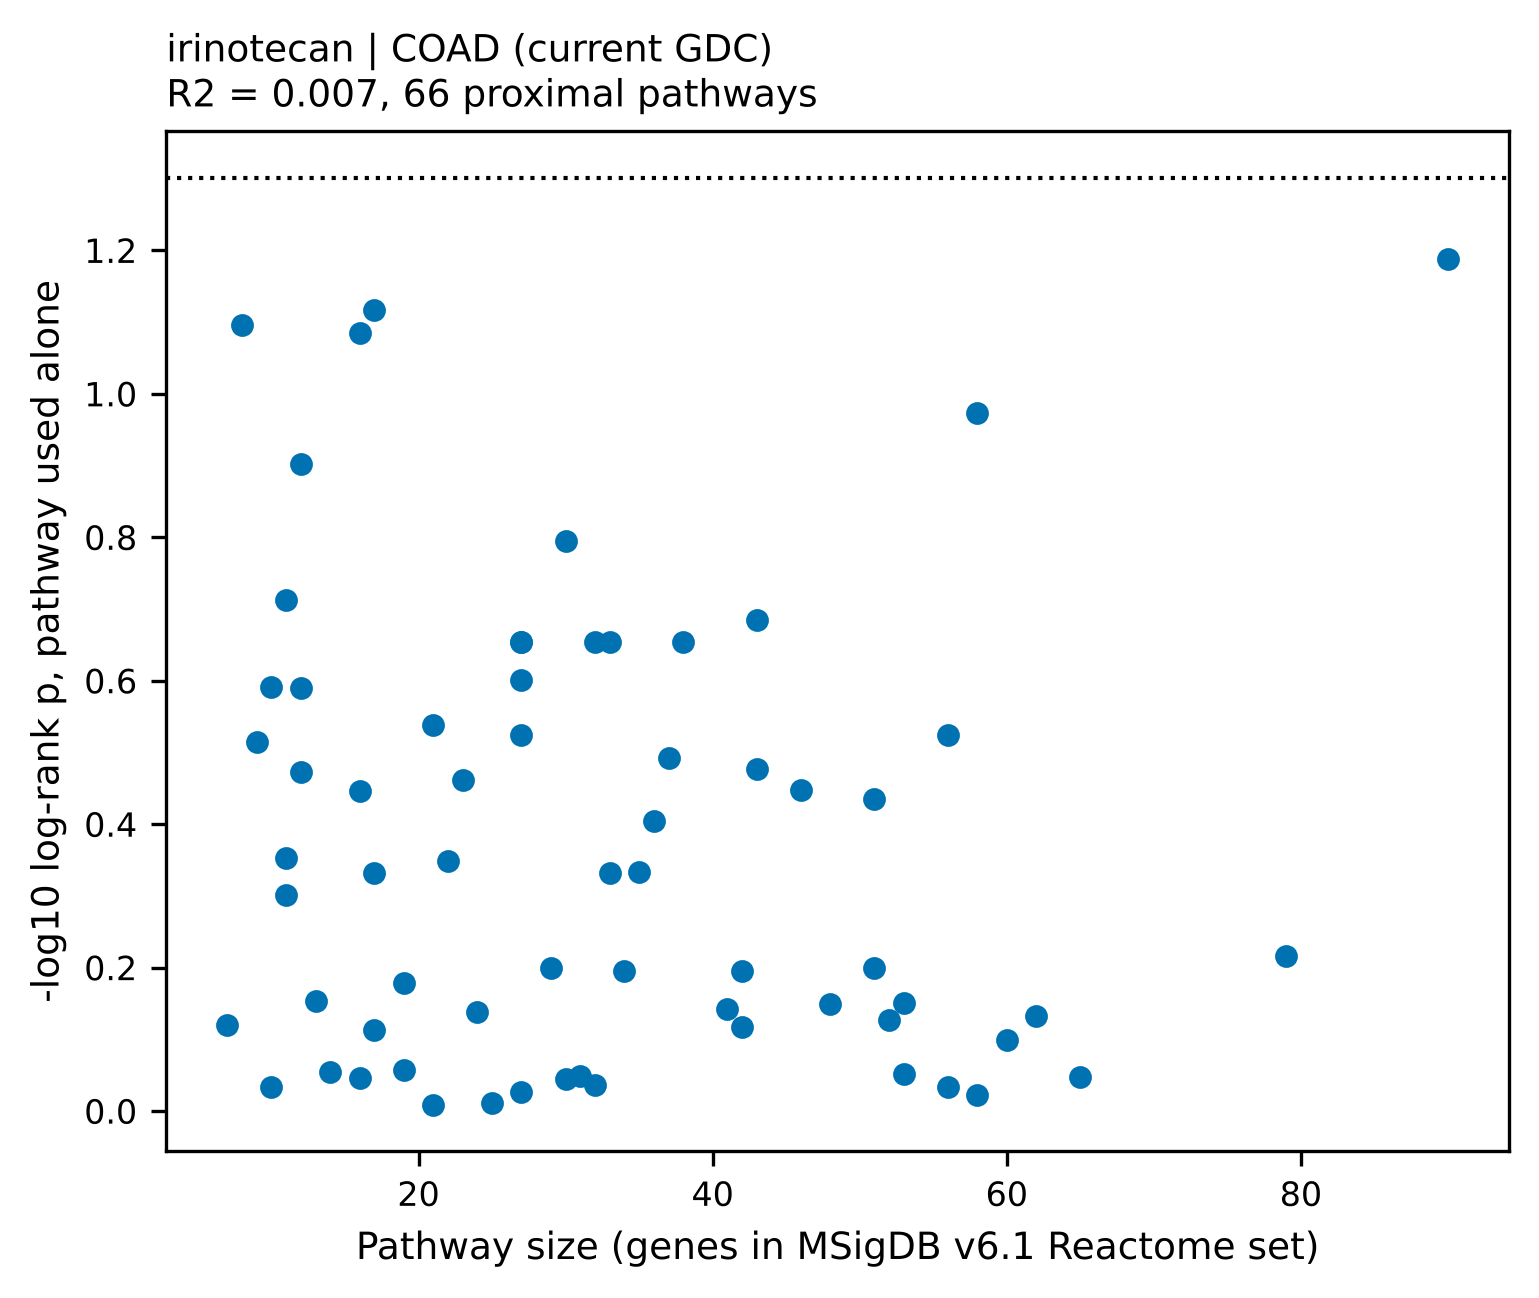 irinotecan | COAD (current GDC)
R2 = 0.007, 66 proximal pathways
-log10 log-rank p, pathway used alone
1.2
1.0
0.8
0.6
0.4
0.2
0.0
20 40 60 80
Pathway size (genes in MSigDB v6.1 Reactome set)